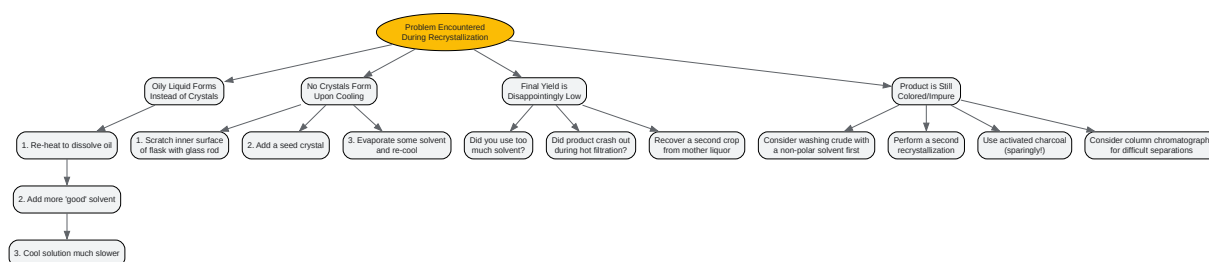 Problem Encountered
During Recrystallization
Oily Liquid Forms
Instead of Crystals
No Crystals Form
Upon Cooling
Final Yield is
Disappointingly Low
Product is Still
Colored/Impure
1. Re-heat to dissolve oil
1. Scratch inner surface
of flask with glass rod
2. Add a seed crystal
3. Evaporate some solvent
and re-cool
Did you use too
much solvent?
Did product crash out
during hot filtration?
Recover a second crop
from mother liquor
Consider washing crude with
a non-polar solvent first
Perform a second
recrystallization
Use activated charcoal
(sparingly!)
Consider column chromatograph
for difficult separations
2. Add more 'good' solvent
3. Cool solution much slower